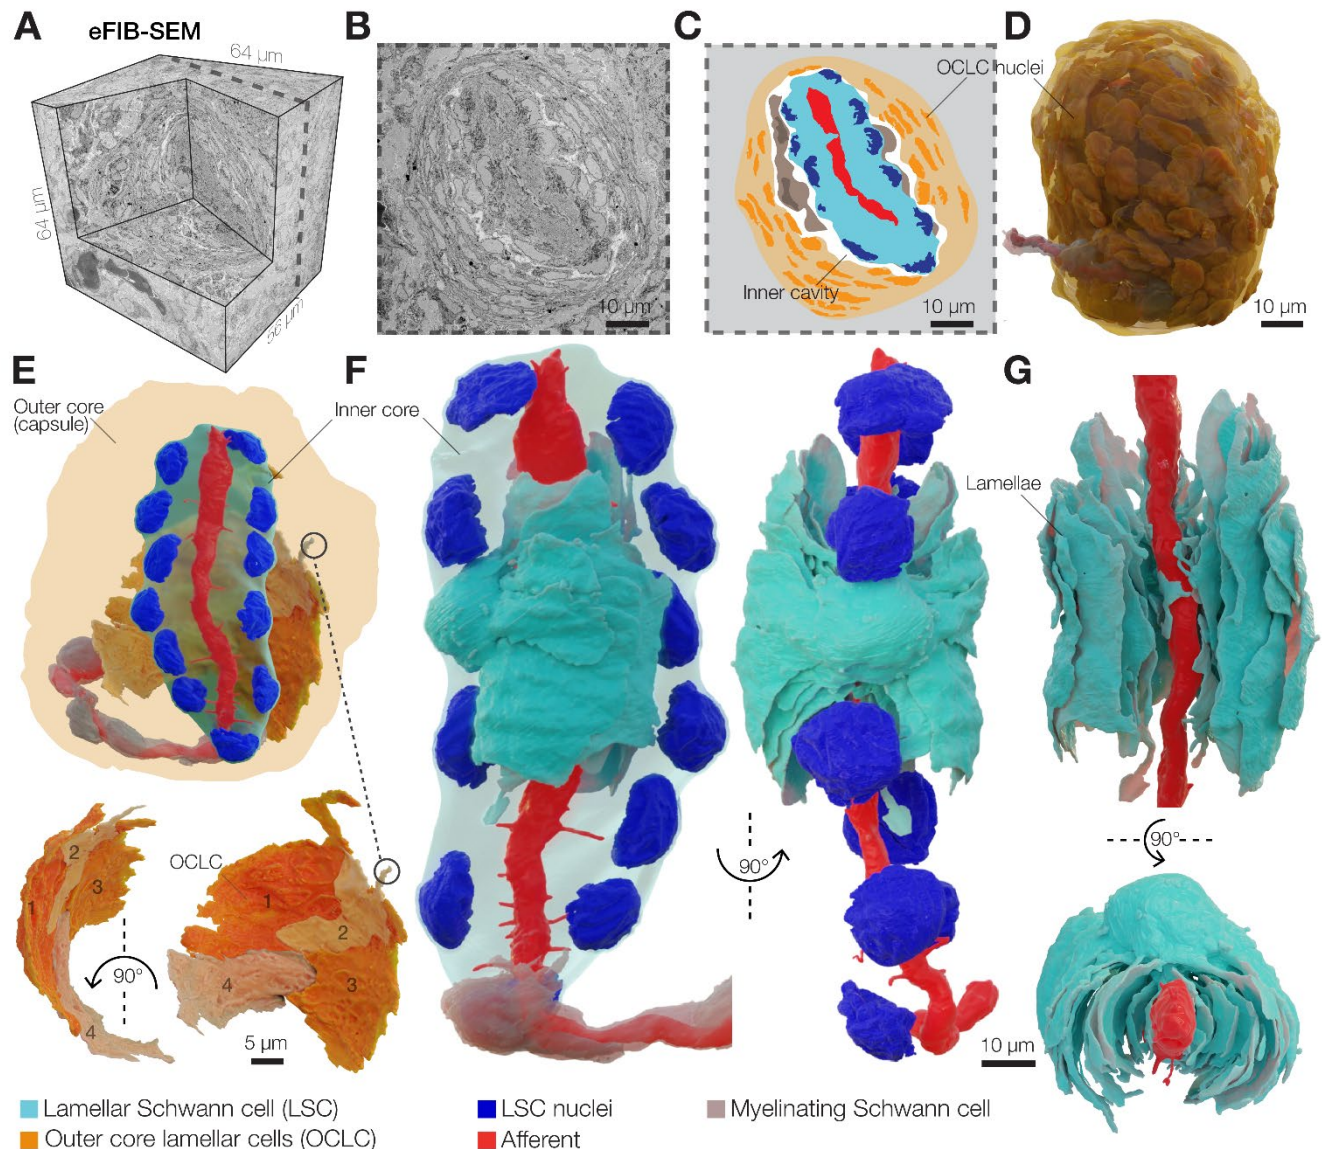 A
eFIB-SEM
64 µm
64 µm
56 µm
B
10 µm
C
OCLC nuclei
Inner cavity
10 µm
D
10 µm
E
Outer core
(capsule)
Inner core
F
G
Lamellae
1
2
3
4
90°
OCLC
1
2
3
4
5 µm
90°
10 µm
90°
Lamellar Schwann cell (LSC)
LSC nuclei
Myelinating Schwann cell
Outer core lamellar cells (OCLC)
Afferent